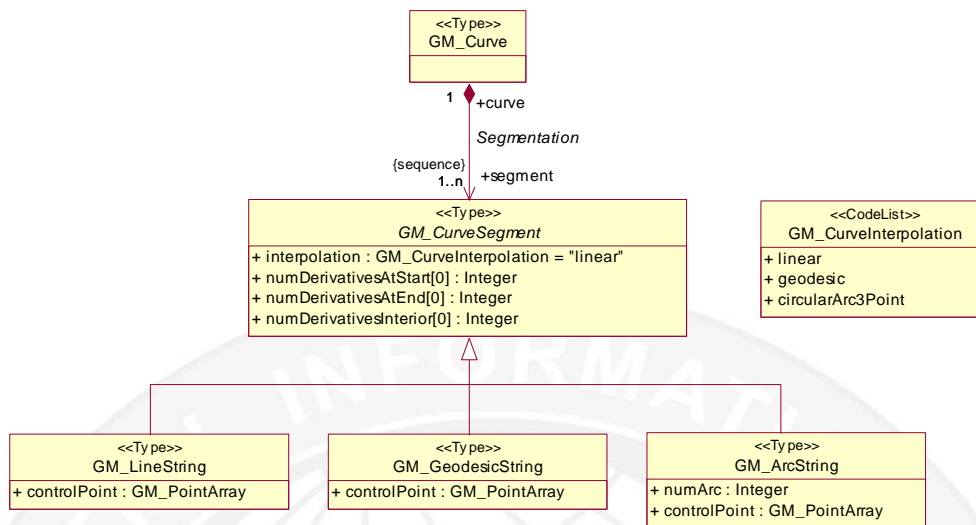 <<Type>>
GM_Curve
1
+curve
Segmentation
{sequence}
1..n
+segment
<<Type>>
GM_CurveSegment
+ interpolation : GM_CurveInterpolation = "linear"
+ numDerivativesAtStart[0] : Integer
+ numDerivativesAtEnd[0] : Integer
+ numDerivativesInterior[0] : Integer
<<CodeList>>
GM_CurveInterpolation
+ linear
+ geodesic
+ circularArc3Point
<<Type>>
GM_LineString
+ controlPoint : GM_PointArray
<<Type>>
GM_GeodesicString
+ controlPoint : GM_PointArray
<<Type>>
GM_ArcString
+ numArc : Integer
+ controlPoint : GM_PointArray